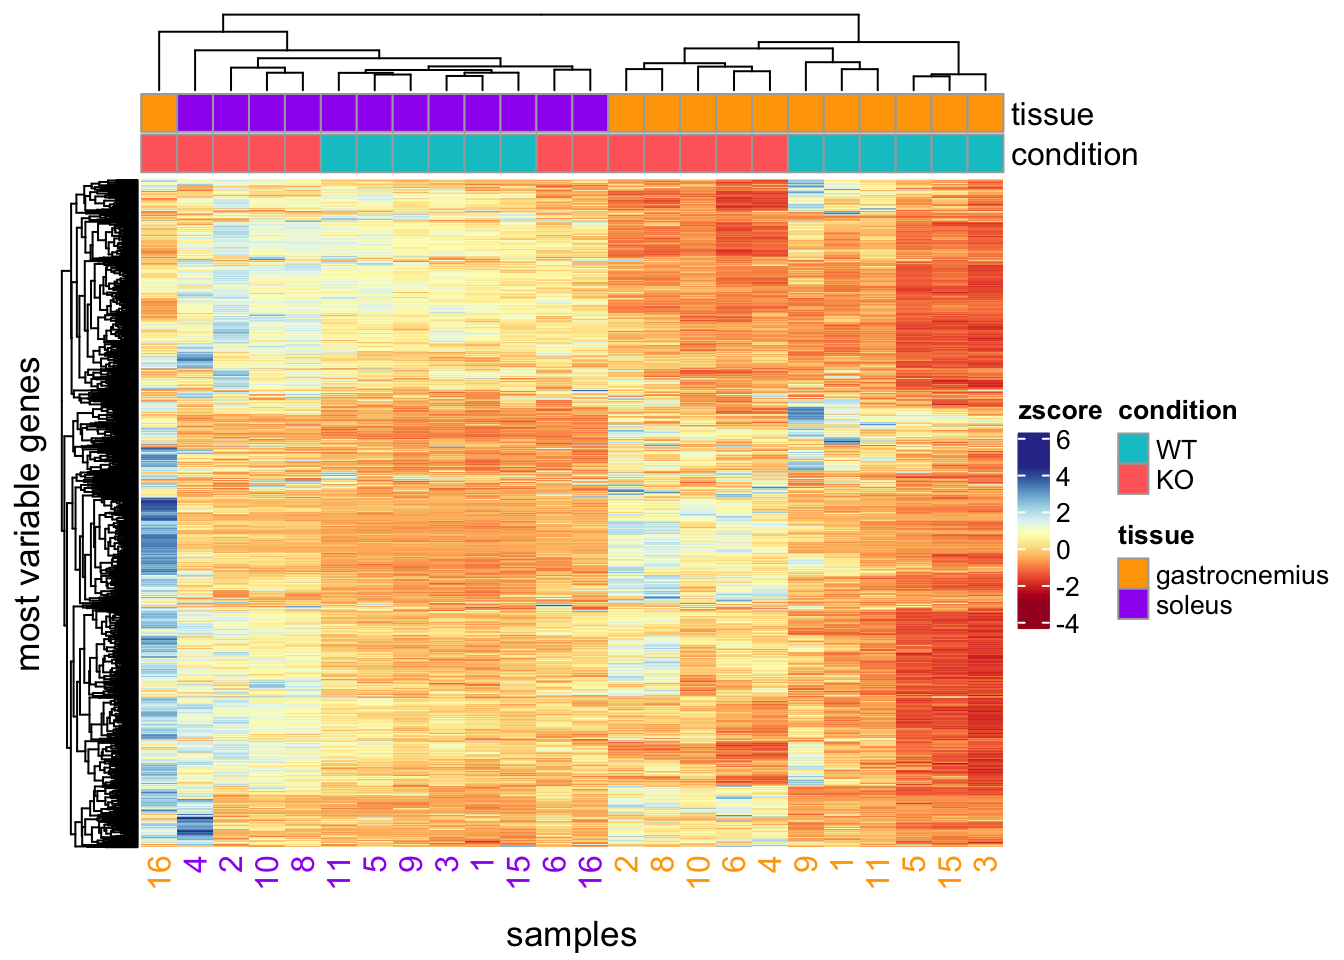 tissue
condition
most variable genes
zscore
6
4
2
0
-2
-4
condition
WT
KO
tissue
gastrocnemius
soleus
16 4 2 10 8 11 5 9 3 1 15 6 16 2 8 10 6 4 9 1 11 5 15 3
samples